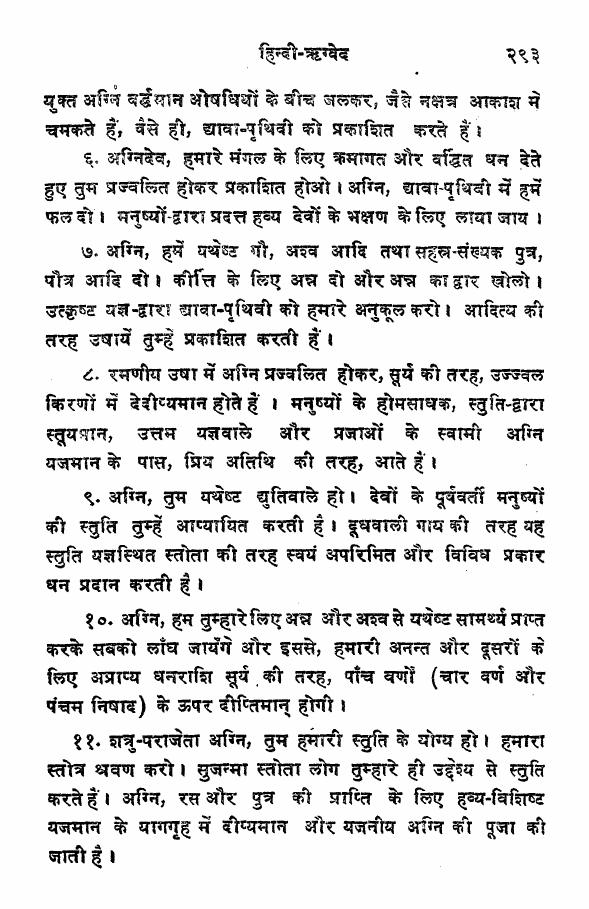 हिन्दी-ऋग्वेद २९३
युक्त अग्नि वर्द्धमान ओषधियों के बीच जलकर, जैसे नक्षत्र आकाश में
चमकते हैं, वैसे ही, द्यावा-पृथिवी को प्रकाशित करते हैं।
६. अग्निदेव, हमारे मंगल के लिए क्रमागत और वर्द्धित धन देते
हुए तुम प्रज्वलित होकर प्रकाशित होओ। अग्नि, द्यावा-पृथिवी में हमें
फल दो। मनुष्यों-द्वारा प्रदत्त हव्य देवों के भक्षण के लिए लाया जाय।
७. अग्नि, हमें यथेष्ट गौ, अश्व आदि तथा सहस्र-संख्यक पुत्र,
पौत्र आदि दो। कीर्त्ति के लिए अन्न दो और अन्न का द्वार खोलो।
उत्कृष्ट यज्ञ-द्वारा द्यावा-पृथिवी को हमारे अनुकूल करो। आदित्य की
तरह उषायें तुम्हें प्रकाशित करती हैं।
८. रमणीय उषा में अग्नि प्रज्वलित होकर, सूर्य की तरह, उज्ज्वल
किरणों में देदीप्यमान होते हैं। मनुष्यों के होमसाधक, स्तुति-द्वारा
स्तूयमान, उत्तम यज्ञवाले और प्रजाओं के स्वामी अग्नि
यजमान के पास, प्रिय अतिथि की तरह, आते हैं।
९. अग्नि, तुम यथेष्ट द्युतिवाले हो। देवों के पूर्ववर्ती मनुष्यों
की स्तुति तुम्हें आप्यायित करती है। दूधवाली गाय की तरह यह
स्तुति यज्ञस्थित स्तोता की तरह स्वयं अपरिमित और विविध प्रकार
धन प्रदान करती है।
१०. अग्नि, हम तुम्हारे लिए अन्न और अश्व से यथेष्ट सामर्थ्य प्राप्त
करके सबको लाँघ जायँगे और इससे, हमारी अनन्त और दूसरों के
लिए अप्राप्य धनराशि सूर्य की तरह, पाँच वर्णों (चार वर्ण और
पंचम निषाद) के ऊपर दीप्तिमान् होगी।
११. शत्रु-पराजेता अग्नि, तुम हमारी स्तुति के योग्य हो। हमारा
स्तोत्र श्रवण करो। सुजन्मा स्तोता लोग तुम्हारे ही उद्देश्य से स्तुति
करते हैं। अग्नि, रस और पुत्र की प्राप्ति के लिए हव्य-विशिष्ट
यजमान के यागगृह में दीप्यमान और यजनीय अग्नि की पूजा की
जाती है।